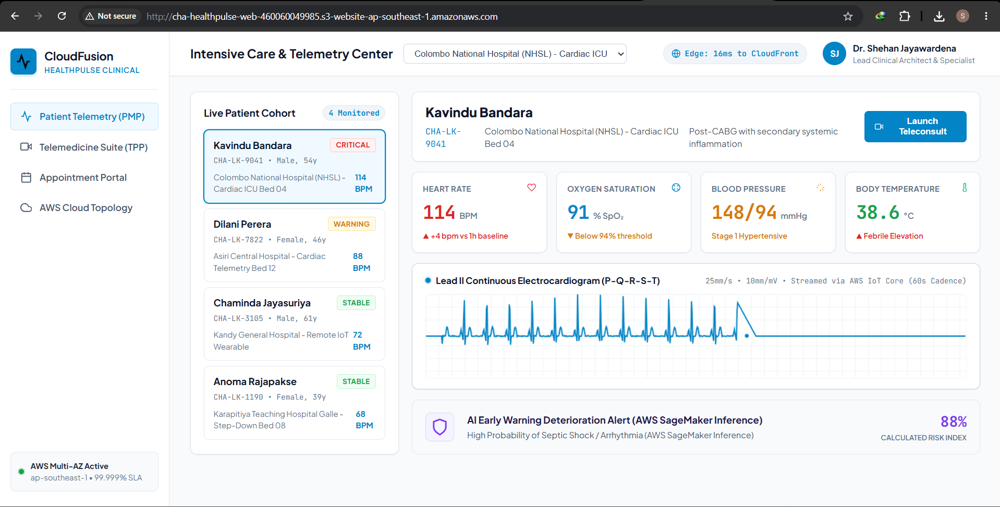 Not secure
http://cha-healthpulse-web-460060049985.s3-website-ap-southeast-1.amazonaws.com
S
CloudFusion
HEALTHPULSE CLINICAL
Patient Telemetry (PMP)
Telemedicine Suite (TPP)
Appointment Portal
AWS Cloud Topology
AWS Multi-AZ Active
ap-southeast-1 • 99.999% SLA
Intensive Care & Telemetry Center
Colombo National Hospital (NHSL) - Cardiac ICU
Edge: 16ms to CloudFront
SJ
Dr. Shehan Jayawardena
Lead Clinical Architect & Specialist
Live Patient Cohort
4 Monitored
Kavindu Bandara
CRITICAL
CHA-LK-9041 • Male, 54y
Colombo National Hospital (NHSL) -
Cardiac ICU Bed 04
114
BPM
Dilani Perera
WARNING
CHA-LK-7822 • Female, 46y
Asiri Central Hospital - Cardiac
Telemetry Bed 12
88
BPM
Chaminda Jayasuriya
STABLE
CHA-LK-3105 • Male, 61y
Kandy General Hospital - Remote IoT
Wearable
72
BPM
Anoma Rajapakse
STABLE
CHA-LK-1190 • Female, 39y
Karapitiya Teaching Hospital Galle -
Step-Down Bed 08
68
BPM
Kavindu Bandara
CHA-LK-
9041
Colombo National Hospital (NHSL) - Cardiac ICU
Bed 04
Post-CABG with secondary systemic
inflammation
Launch
Teleconsult
HEART RATE
114 BPM
▲ +4 bpm vs 1h baseline
OXYGEN SATURATION
91 % SpO₂
▼ Below 94% threshold
BLOOD PRESSURE
148/94 mmHg
Stage 1 Hypertensive
BODY TEMPERATURE
38.6 °C
▲ Febrile Elevation
Lead II Continuous Electrocardiogram (P-Q-R-S-T)
25mm/s • 10mm/mV • Streamed via AWS IoT Core (60s Cadence)
AI Early Warning Deterioration Alert (AWS SageMaker Inference)
High Probability of Septic Shock / Arrhythmia (AWS SageMaker Inference)
88%
CALCULATED RISK INDEX